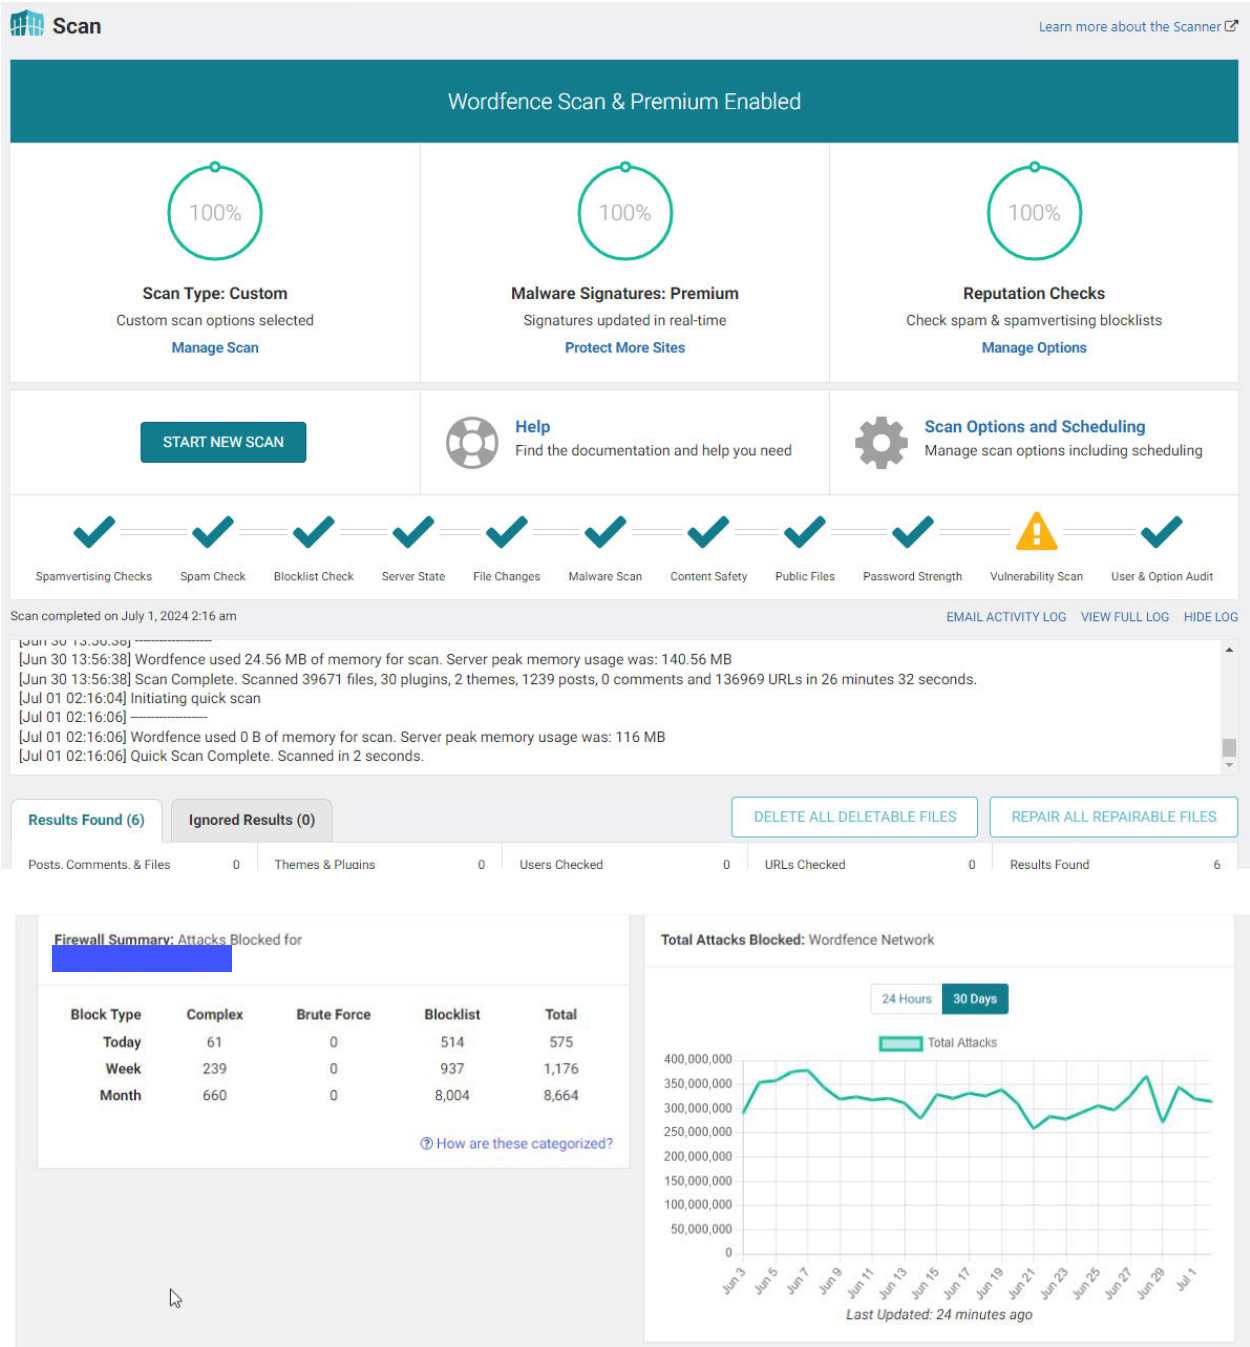 Scan
Learn more about the Scanner
Wordfence Scan & Premium Enabled
100%
100%
100%
Scan Type: Custom
Malware Signatures: Premium
Reputation Checks
Custom scan options selected
Signatures updated in real-time
Check spam & spamvertising blocklists
Manage Scan
Protect More Sites
Manage Options
START NEW SCAN
Help
Find the documentation and help you need
Scan Options and Scheduling
Manage scan options including scheduling
Spamvertising Checks
Spam Check
Blocklist Check
Server State
File Changes
Malware Scan
Content Safety
Public Files
Password Strength
Vulnerability Scan
User & Option Audit
Scan completed on July 1, 2024 2:16 am
EMAIL ACTIVITY LOG VIEW FULL LOG HIDE LOG
[Jun 30 13:56:38] -------------------
[Jun 30 13:56:38] Wordfence used 24.56 MB of memory for scan. Server peak memory usage was: 140.56 MB
[Jun 30 13:56:38] Scan Complete. Scanned 39671 files, 30 plugins, 2 themes, 1239 posts, 0 comments and 136969 URLs in 26 minutes 32 seconds.
[Jul 01 02:16:04] Initiating quick scan
[Jul 01 02:16:06] -------------------
[Jul 01 02:16:06] Wordfence used 0 B of memory for scan. Server peak memory usage was: 116 MB
[Jul 01 02:16:06] Quick Scan Complete. Scanned in 2 seconds.
Results Found (6)
Ignored Results (0)
DELETE ALL DELETABLE FILES
REPAIR ALL REPAIRABLE FILES
Posts, Comments, & Files 0
Themes & Plugins 0
Users Checked 0
URLs Checked 0
Results Found 6
Firewall Summary: Attacks Blocked for
Block Type Complex Brute Force Blocklist Total
Today 61 0 514 575
Week 239 0 937 1,176
Month 660 0 8,004 8,664
How are these categorized?
Total Attacks Blocked: Wordfence Network
24 Hours 30 Days
Total Attacks
400,000,000
350,000,000
300,000,000
250,000,000
200,000,000
150,000,000
100,000,000
50,000,000
0
Jun 3 Jun 5 Jun 7 Jun 9 Jun 11 Jun 13 Jun 15 Jun 17 Jun 19 Jun 21 Jun 23 Jun 25 Jun 27 Jun 29 Jul 1
Last Updated: 24 minutes ago